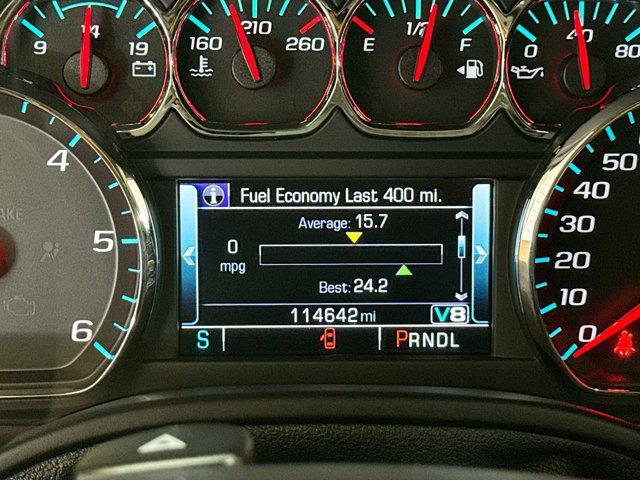 9 14 19
160 210 260
E 1/2 F
0 40 80
Fuel Economy Last 400 mi.
Average: 15.7
0
mpg
Best: 24.2
114642 mi V8
S PRNDL
4
5
6
50
40
30
20
10
0